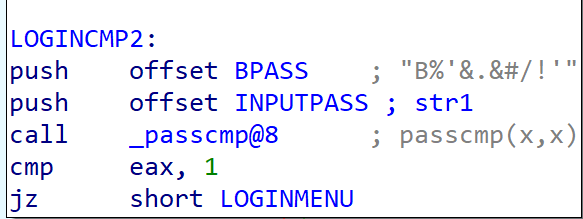 LOGINCMP2:
push offset BPASS ; "B%'&.&#/!'"
push offset INPUTPASS ; str1
call _passcmp@8 ; passcmp(x,x)
cmp eax, 1
jz short LOGINMENU